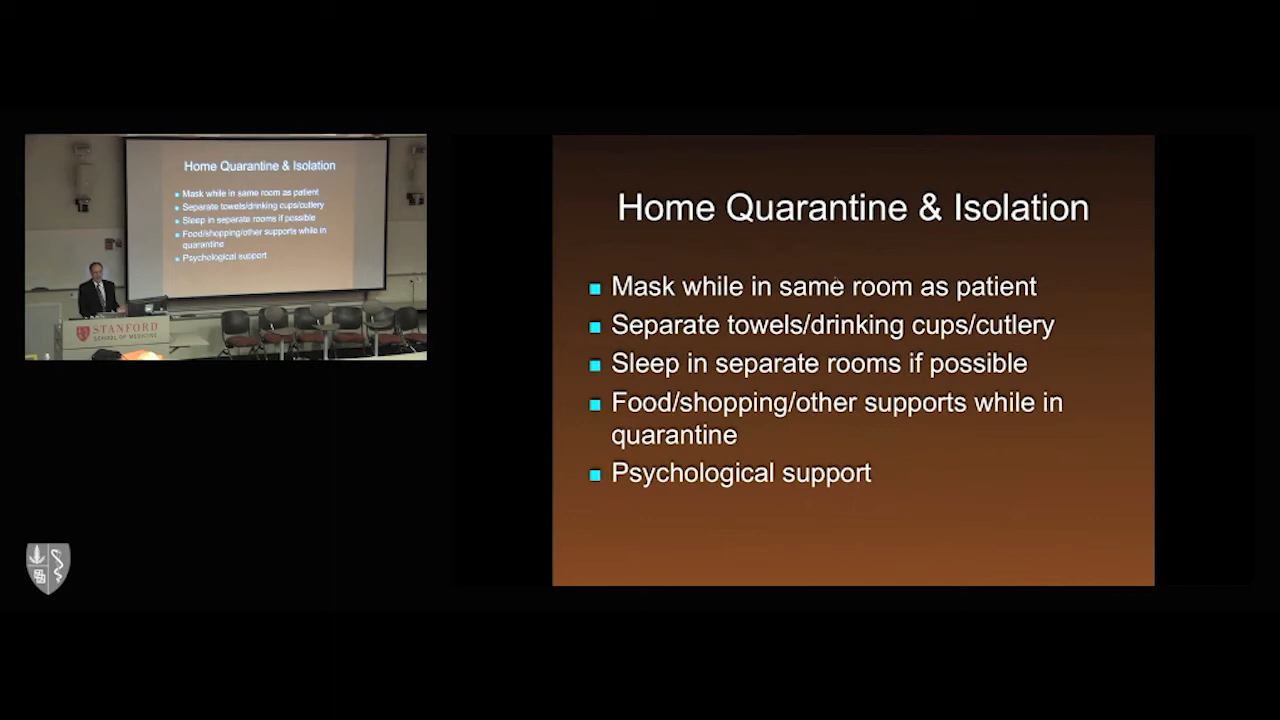 Home Quarantine & Isolation
Mask while in same room as patient
Separate towels/drinking cups/cutlery
Sleep in separate rooms if possible
Food/shopping/other supports while in
quarantine
Psychological support
STANFORD
SCHOOL OF MEDICINE
Home Quarantine & Isolation
Mask while in same room as patient
Separate towels/drinking cups/cutlery
Sleep in separate rooms if possible
Food/shopping/other supports while in
quarantine
Psychological support